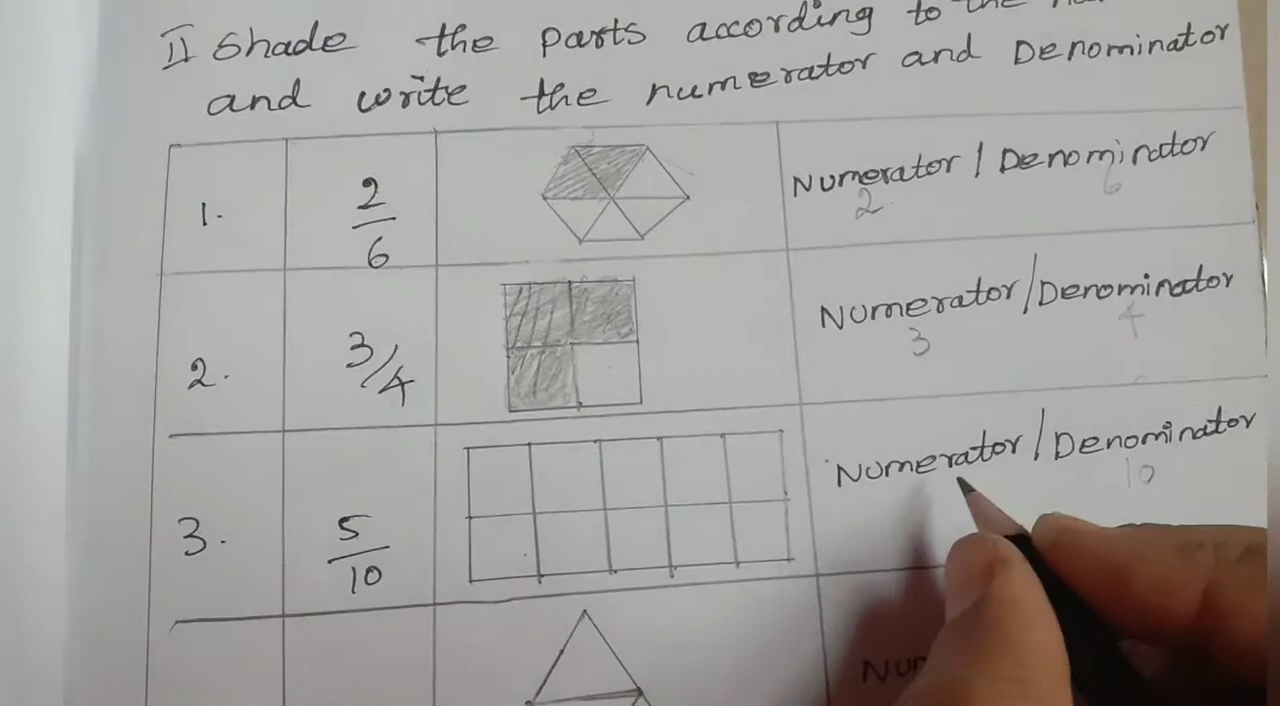 II Shade the parts according to the
and write the numerator and Denominator
1. 2/6 Numerator / Denominator
2 6
2. 3/4 Numerator/Denominator
3 4
3. 5/10 Numerator/Denominator
10